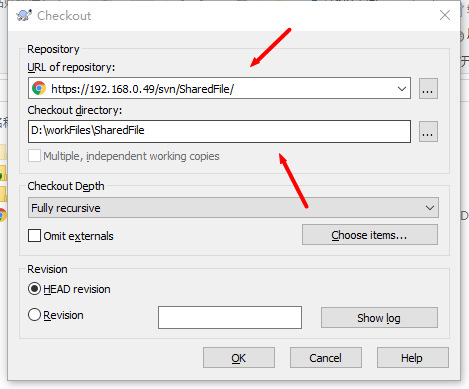 Checkout
Repository
URL of repository:
https://192.168.0.49/svn/SharedFile/
...
Checkout directory:
D:\workFiles\SharedFile
...
Multiple, independent working copies
Checkout Depth
Fully recursive
Omit externals
Choose items...
Revision
HEAD revision
Revision
Show log
OK
Cancel
Help